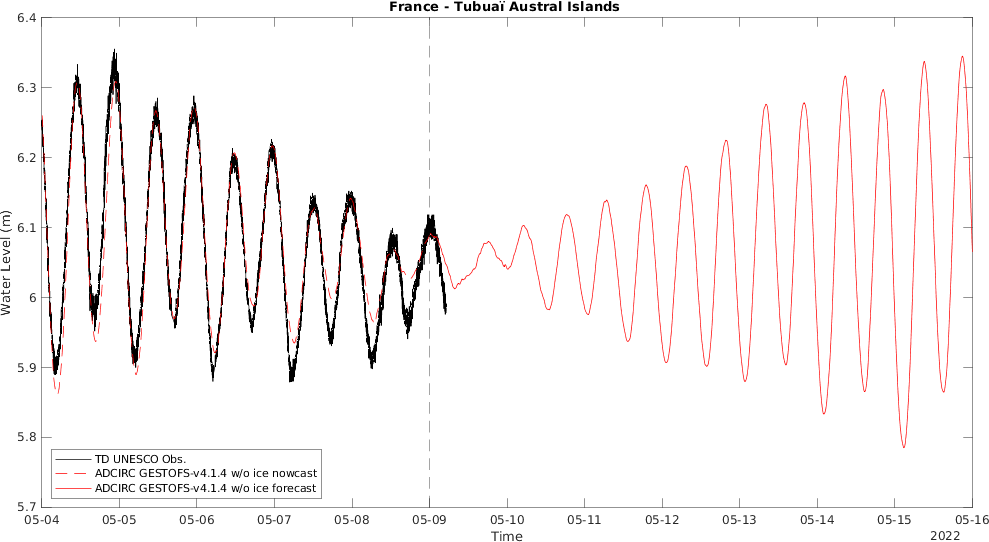 France - Tubuaï Austral Islands
6.4
6.3
6.2
6.1
6
5.9
5.8
5.7
Water Level (m)
TD UNESCO Obs.
ADCIRC GESTOFS-v4.1.4 w/o ice nowcast
ADCIRC GESTOFS-v4.1.4 w/o ice forecast
05-04 05-05 05-06 05-07 05-08 05-09 05-10 05-11 05-12 05-13 05-14 05-15 05-16
Time
2022